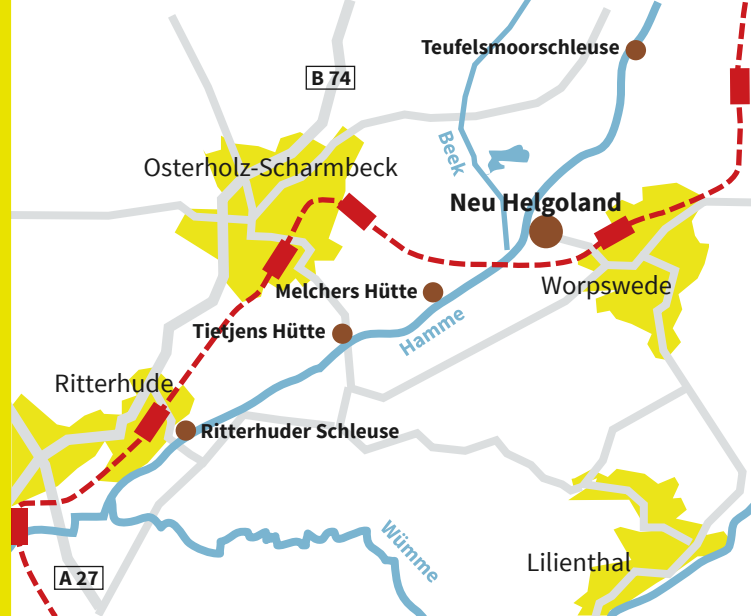 Teufelsmoorschleuse
B 74
Beek
Osterholz-Scharmbeck
Neu Helgoland
Melchers Hütte
Worpswede
Tietjens Hütte
Hamme
Ritterhude
Ritterhuder Schleuse
Wümme
Lilienthal
A 27